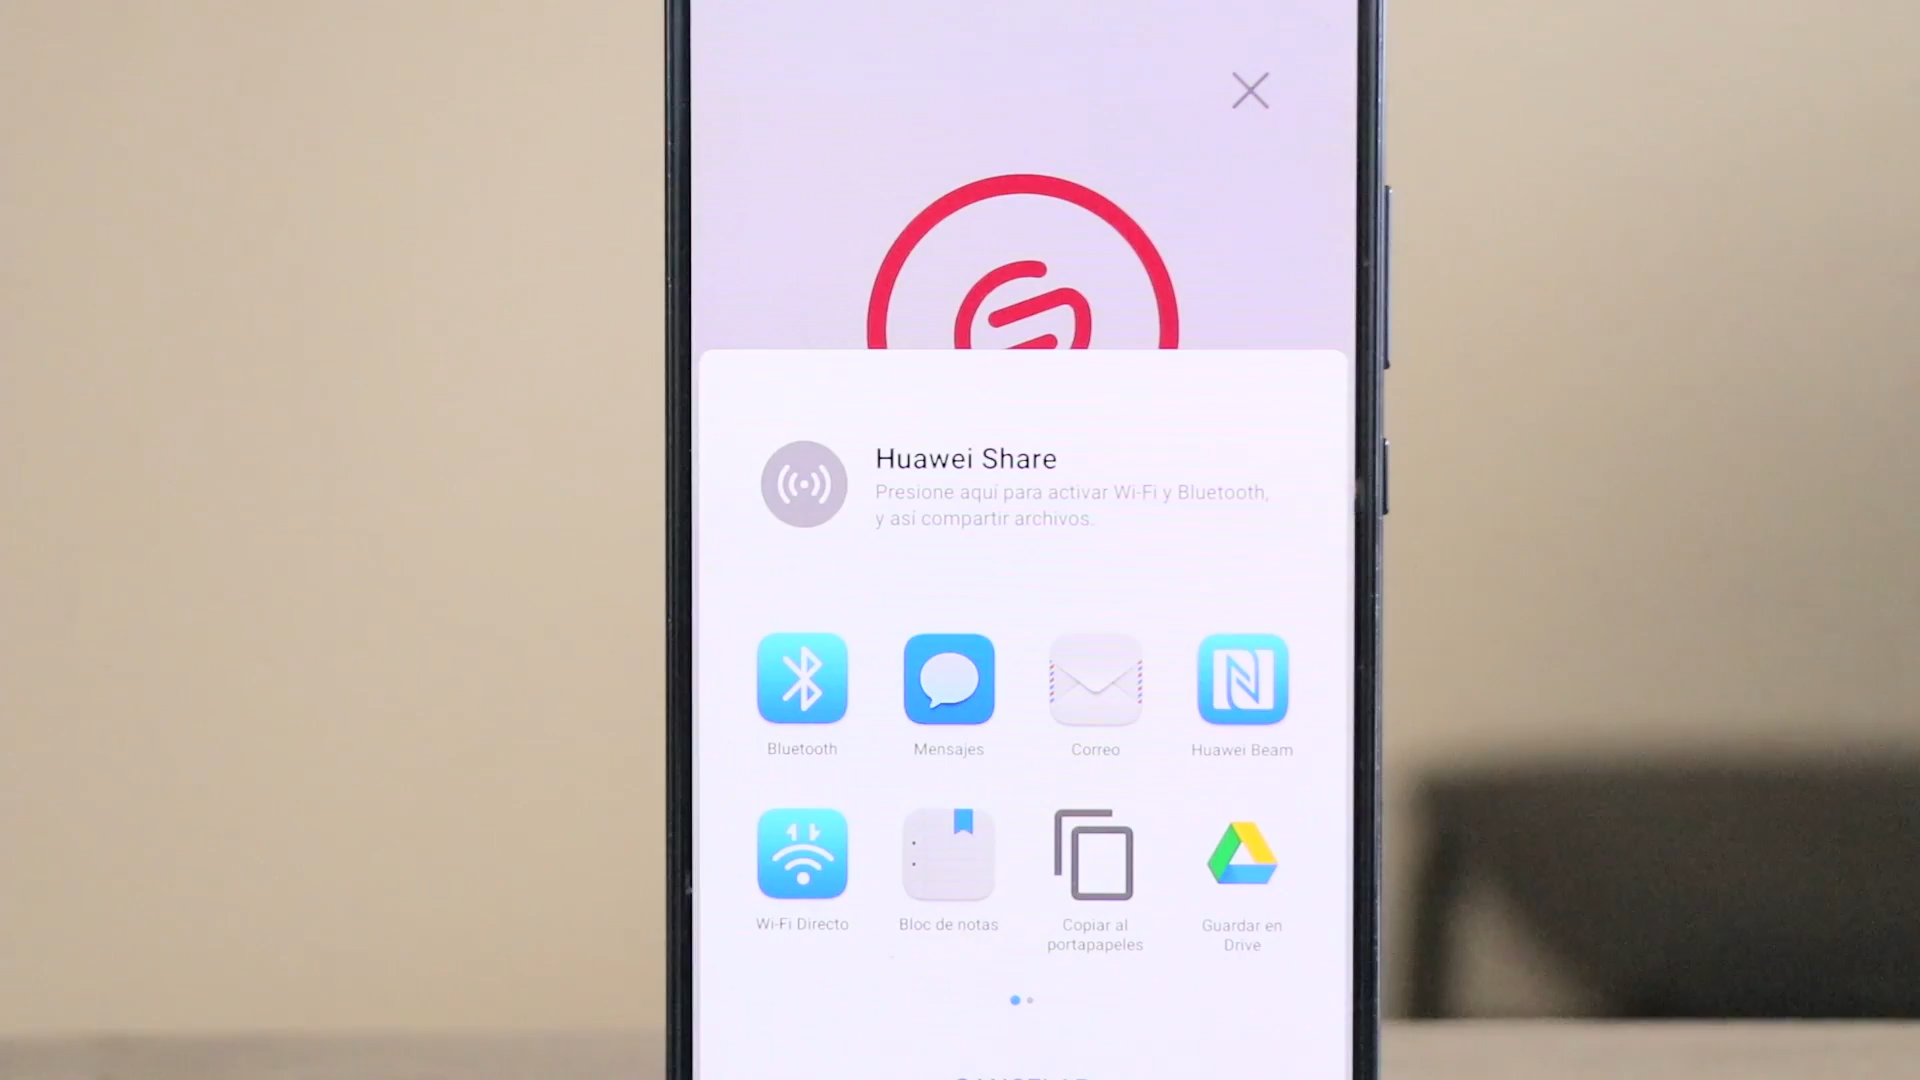 Huawei Share
Presione aquí para activar Wi-Fi y Bluetooth,
y así compartir archivos.
Bluetooth
Mensajes
Correo
Huawei Beam
Wi-Fi Directo
Bloc de notas
Copiar al
portapapeles
Guardar en
Drive